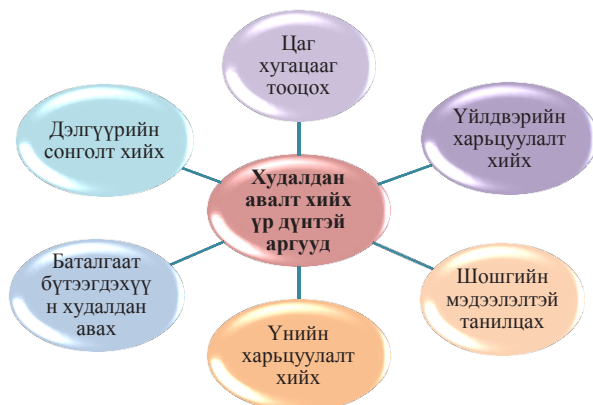 Цаг
хугацааг
тооцох
Дэлгүүрийн
сонголт хийх
Үйлдвэрийн
харьцуулалт
хийх
Худалдан
авалт хийх
үр дүнтэй
аргууд
Баталгаат
бүтээгдэхүү
н худалдан
авах
Шошгийн
мэдээлэлтэй
танилцах
Үнийн
харьцуулалт
хийх